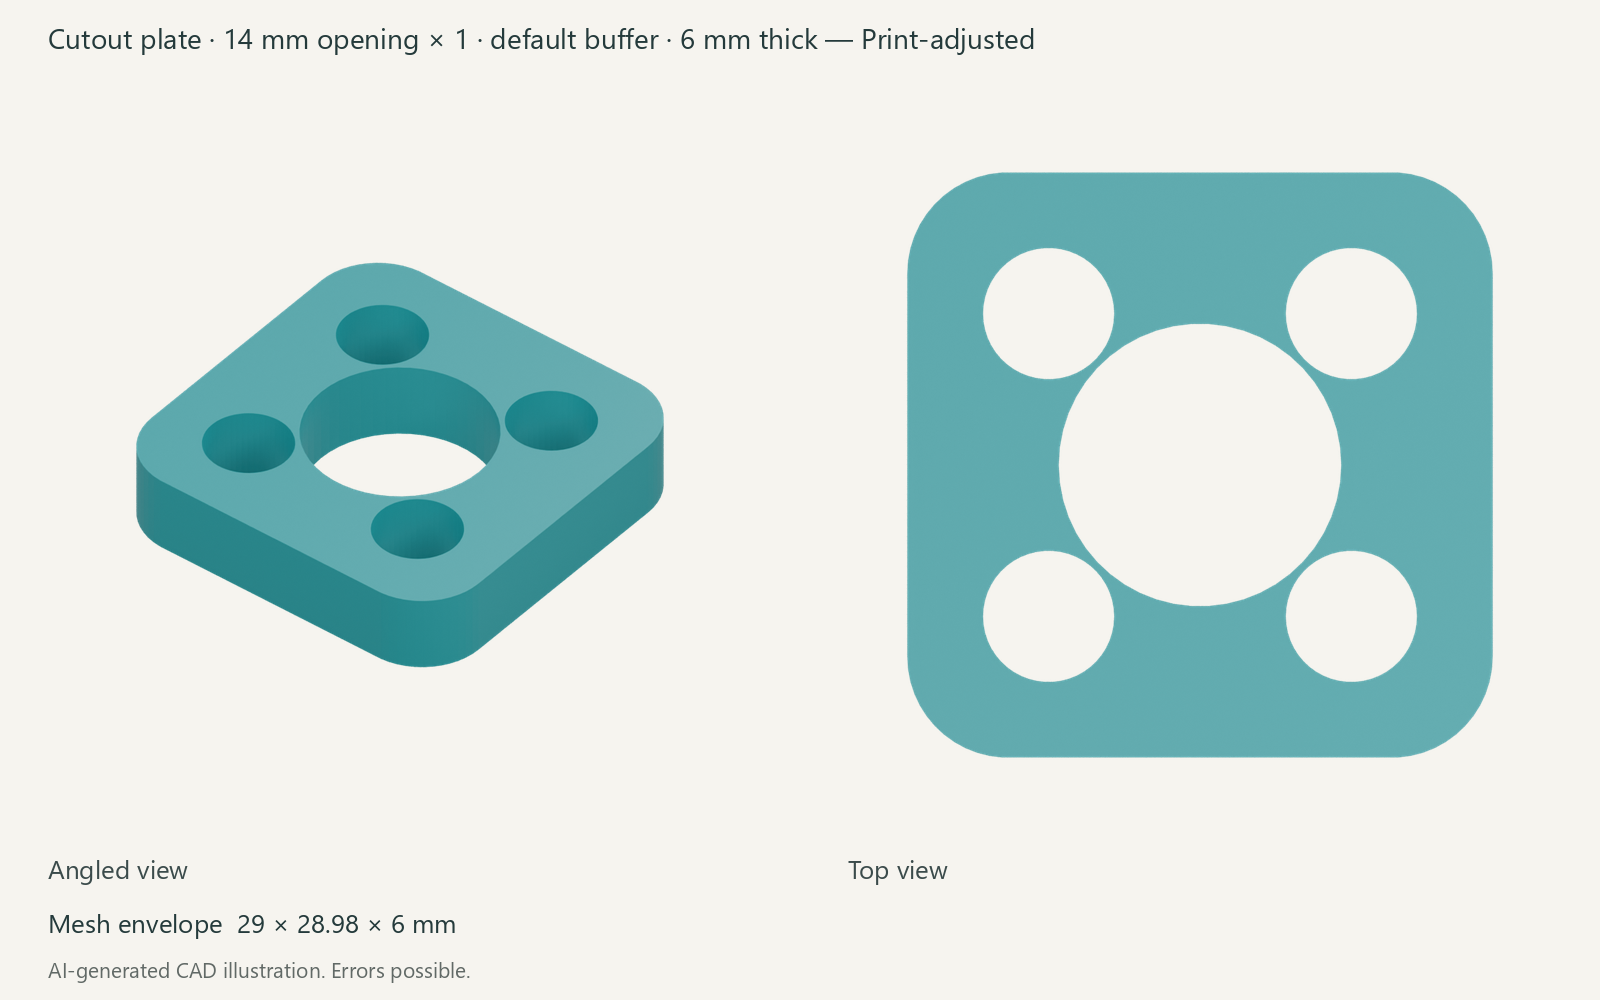 Cutout plate · 14 mm opening × 1 · default buffer · 6 mm thick — Print-adjusted
Angled view
Top view
Mesh envelope 29 × 28.98 × 6 mm
AI-generated CAD illustration. Errors possible.